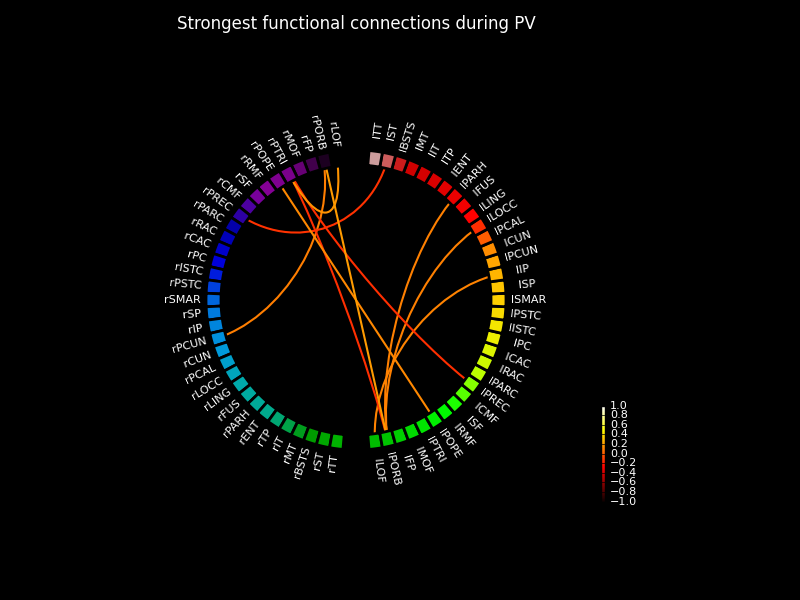 Strongest functional connections during PV
rLOF
rPORB
rFP
rMOF
rPTRI
rPOPE
rRMF
rSF
rCMF
rPREC
rPARC
rRAC
rCAC
rPC
rISTC
rPSTC
rSMAR
rSP
rIP
rPCUN
rCUN
rPCAL
rLOCC
rLING
rFUS
rPARH
rENT
rTP
rIT
rMT
rBSTS
rST
rTT
lTT
lST
lBSTS
lMT
lIT
lTP
lENT
lPARH
lFUS
lLING
lLOCC
lPCAL
lCUN
lPCUN
lIP
lSP
lSMAR
lPSTC
lISTC
lPC
lCAC
lRAC
lPARC
lPREC
lCMF
lSF
lRMF
lPOPE
lPTRI
lMOF
lFP
lPORB
lLOF
1.0
0.8
0.6
0.4
0.2
0.0
−0.2
−0.4
−0.6
−0.8
−1.0